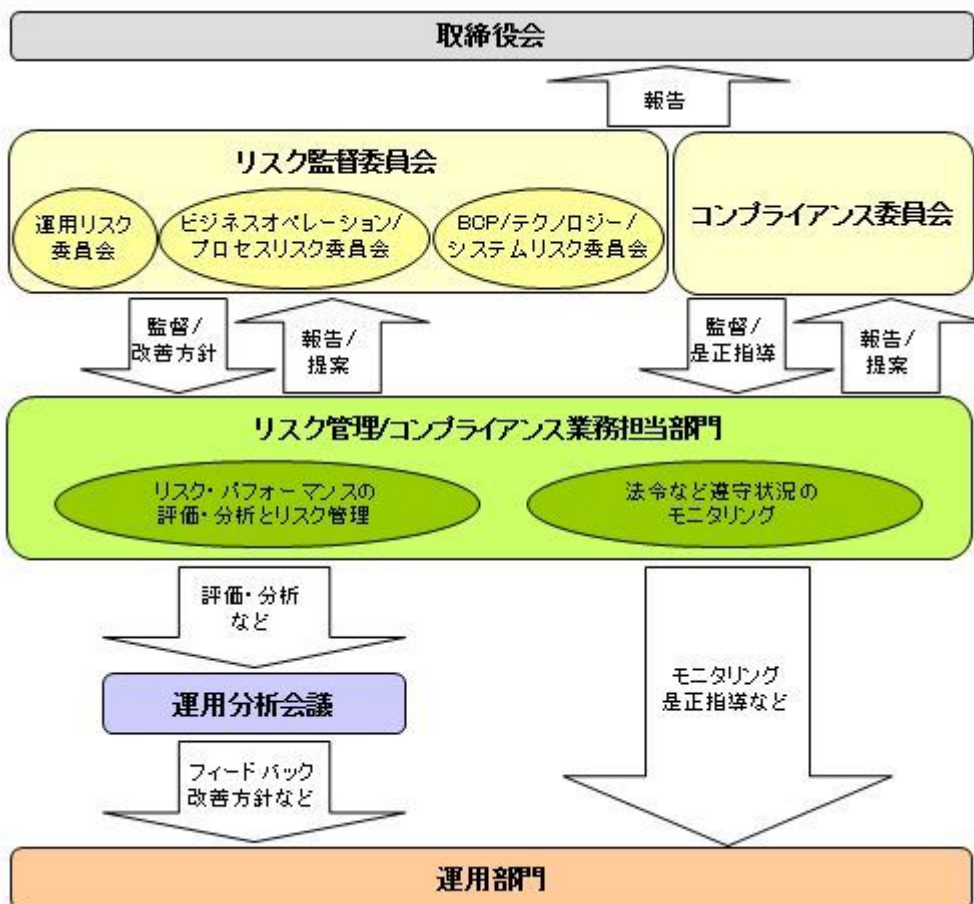 取締役会
報告
リスク監督委員会
運用リスク
委員会
ビジネスオペレーション/
プロセスリスク委員会
BCP/テクノロジー/
システムリスク委員会
コンプライアンス委員会
監督/
改善方針
報告/
提案
監督/
是正指導
報告/
提案
リスク管理/コンプライアンス業務担当部門
リスク・パフォーマンスの
評価・分析とリスク管理
法令など遵守状況の
モニタリング
評価・分析
など
運用分析会議
モニタリング
是正指導など
フィードバック
改善方針など
運用部門